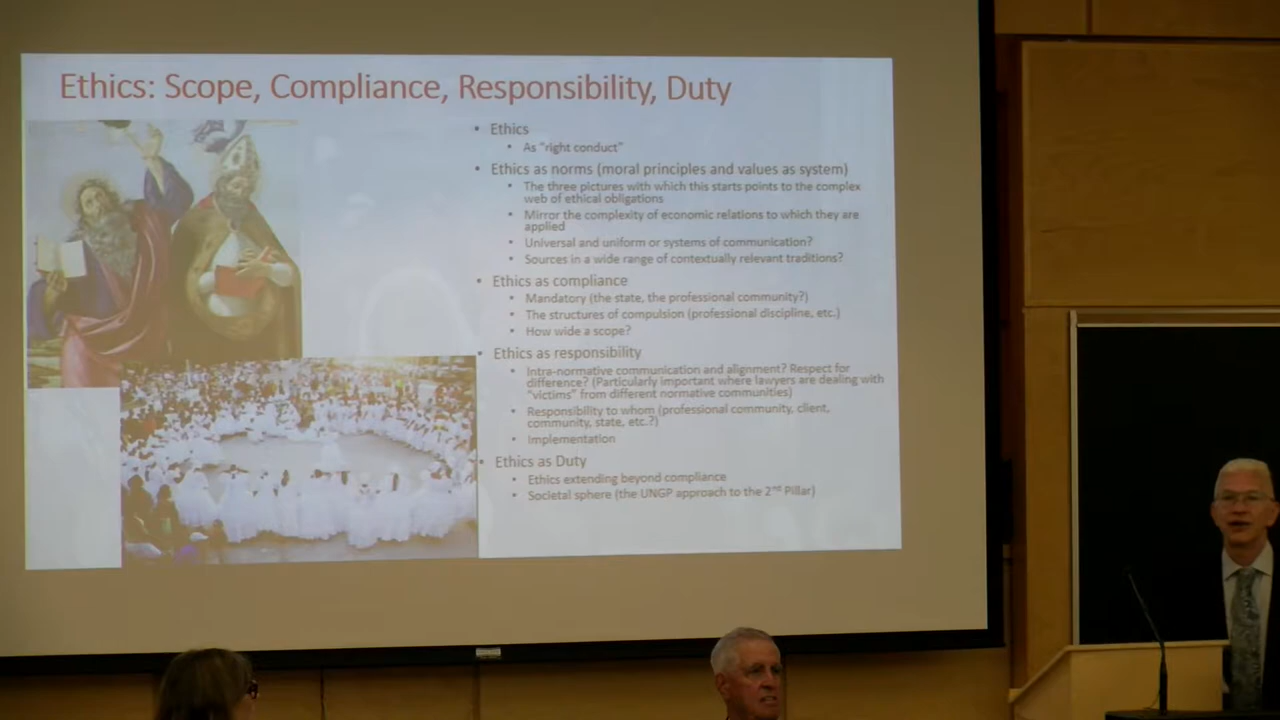 Ethics: Scope, Compliance, Responsibility, Duty
• Ethics
• As "right conduct"
• Ethics as norms (moral principles and values as system)
• The three pictures with which this starts points to the complex
web of ethical obligations
• Mirror the complexity of economic relations to which they are
applied
• Universal and uniform or systems of communication?
• Sources in a wide range of contextually relevant traditions?
• Ethics as compliance
• Mandatory (the state, the professional community?)
• The structures of compulsion (professional discipline, etc.)
• How wide a scope?
• Ethics as responsibility
• Intra-normative communication and alignment? Respect for
difference? (Particularly important where lawyers are dealing with
"victims" from different normative communities)
• Responsibility to whom (professional community, client,
community, state, etc.?)
• Implementation
• Ethics as Duty
• Ethics extending beyond compliance
• Societal sphere (the UNGP approach to the 2nd Pillar)